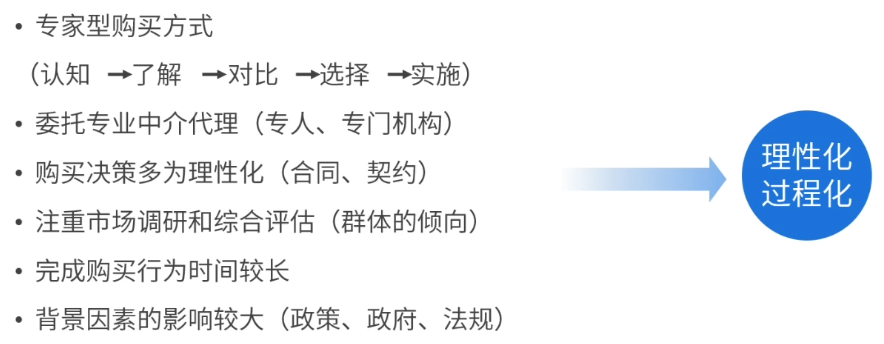 • 专家型购买方式
（认知 →了解 →对比 →选择 →实施）
• 委托专业中介代理（专人、专门机构）
• 购买决策多为理性化（合同、契约）
• 注重市场调研和综合评估（群体的倾向）
• 完成购买行为时间较长
• 背景因素的影响较大（政策、政府、法规）
理性化
过程化